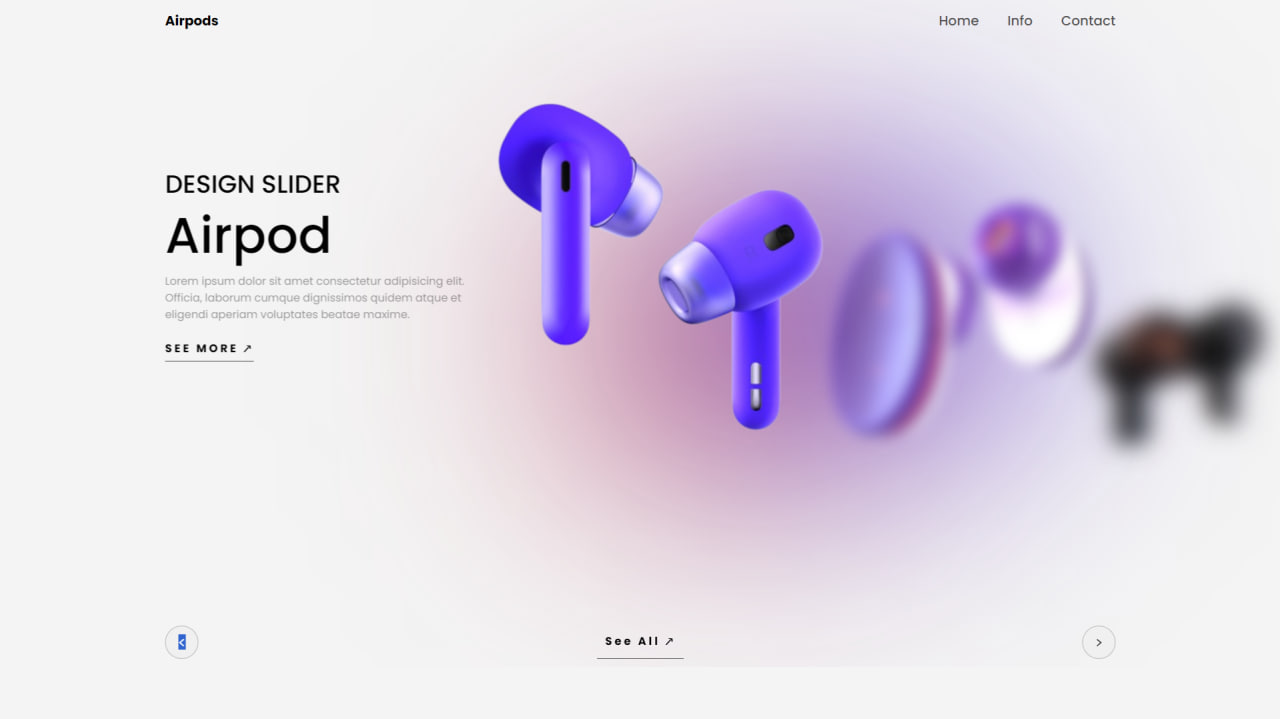 Airpods
Home Info Contact
DESIGN SLIDER
Airpod
Lorem ipsum dolor sit amet consectetur adipisicing elit.
Officia, laborum cumque dignissimos quidem atque et
eligendi aperiam voluptates beatae maxime.
SEE MORE ↗
< See All ↗ >